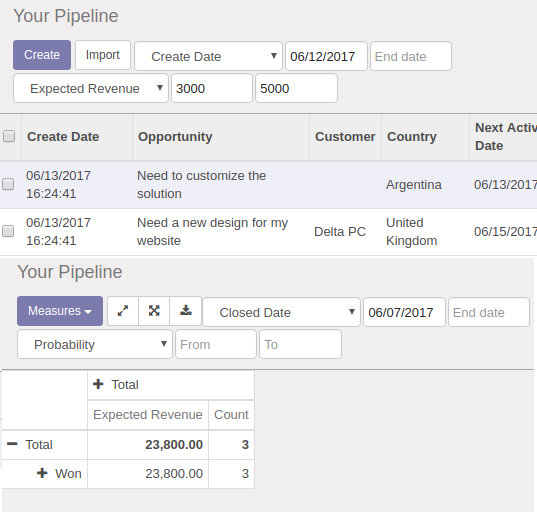 Your Pipeline
Create Import Create Date 06/12/2017 End date
Expected Revenue 3000 5000
Create Date Opportunity Customer Country Next Activ
Date
06/13/2017 Need to customize the
16:24:41 solution Argentina 06/13/2017
06/13/2017 Need a new design for my United
16:24:41 website Delta PC Kingdom 06/15/2017
Your Pipeline
Measures Closed Date 06/07/2017 End date
Probability From To
Total
Expected Revenue Count
Total 23,800.00 3
Won 23,800.00 3